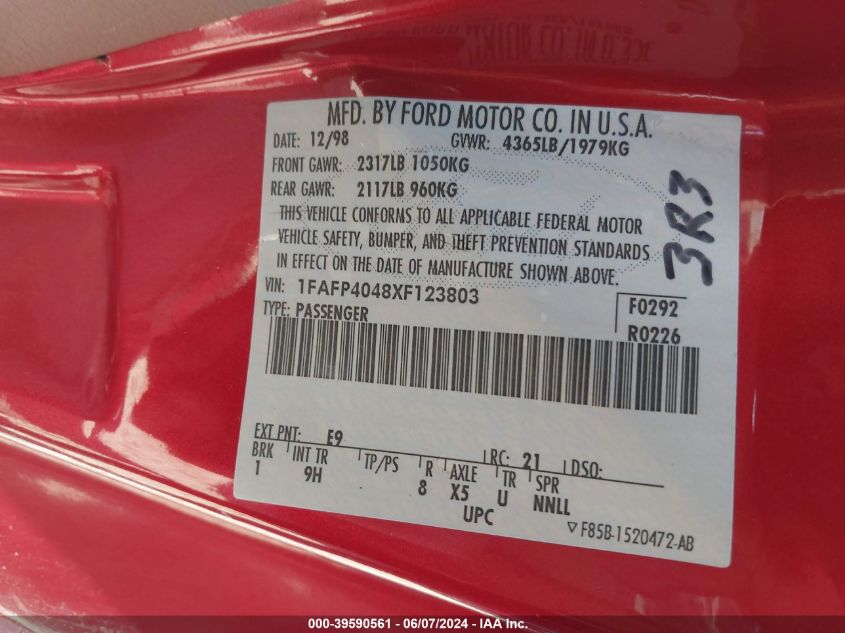 MFD. BY FORD MOTOR CO. IN U.S.A.
DATE: 12/98 GVWR: 4365LB/1979KG
FRONT GAWR: 2317LB 1050KG
REAR GAWR: 2117LB 960KG
THIS VEHICLE CONFORMS TO ALL APPLICABLE FEDERAL MOTOR
VEHICLE SAFETY, BUMPER, AND THEFT PREVENTION STANDARDS
IN EFFECT ON THE DATE OF MANUFACTURE SHOWN ABOVE.
3R3
VIN: 1FAFP4048XF123803
TYPE: PASSENGER
F0292
R0226
EXT PNT: E9 RC: 21 DSO:
BRK INT TR TP/PS R AXLE TR SPR
1 9H 8 X5 U NNLL
UPC
F85B-1520472-AB
000-39590561 - 06/07/2024 - IAA Inc.